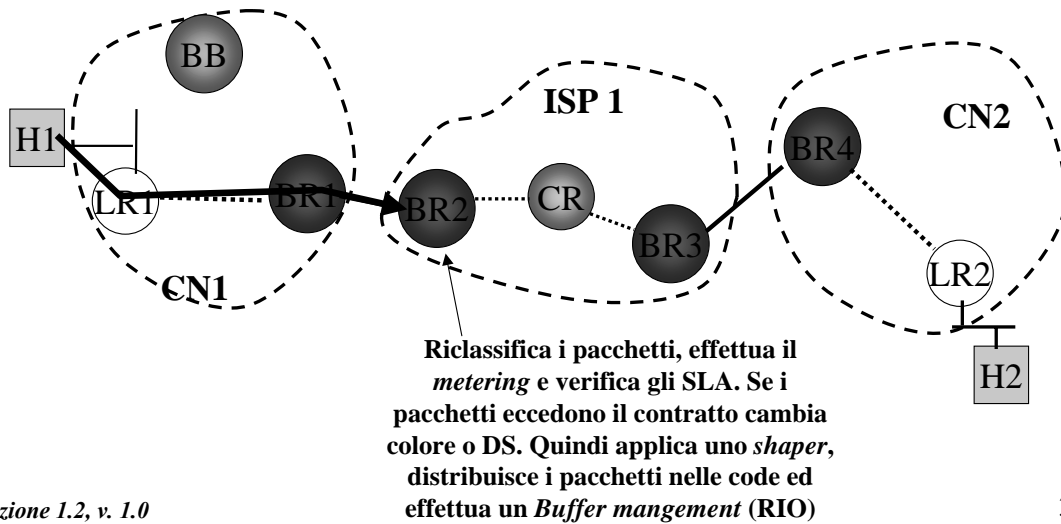 BB
ISP 1
CN2
H1
BR4
LR1
BR1
BR2
CR
BR3
LR2
CN1
H2
Riclassifica i pacchetti, effettua il
metering e verifica gli SLA. Se i
pacchetti eccedono il contratto cambia
colore o DS. Quindi applica uno shaper,
distribuisce i pacchetti nelle code ed
effettua un Buffer mangement (RIO)
zione 1.2, v. 1.0